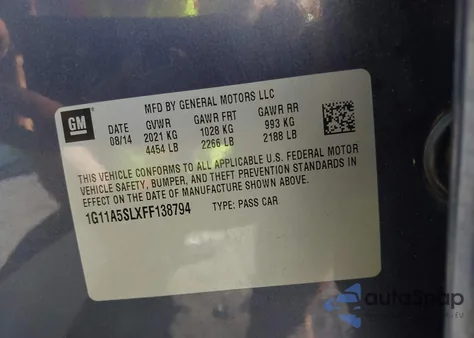 GM
MFD BY GENERAL MOTORS LLC
DATE GVWR GAWR FRT GAWR RR
08/14 2021 KG 1028 KG 993 KG
4454 LB 2266 LB 2188 LB
THIS VEHICLE CONFORMS TO ALL APPLICABLE U.S. FEDERAL MOTOR
VEHICLE SAFETY, BUMPER, AND THEFT PREVENTION STANDARDS IN
EFFECT ON THE DATE OF MANUFACTURE SHOWN ABOVE.
1G11A5SLXFF138794 TYPE: PASS CAR
autoSnap